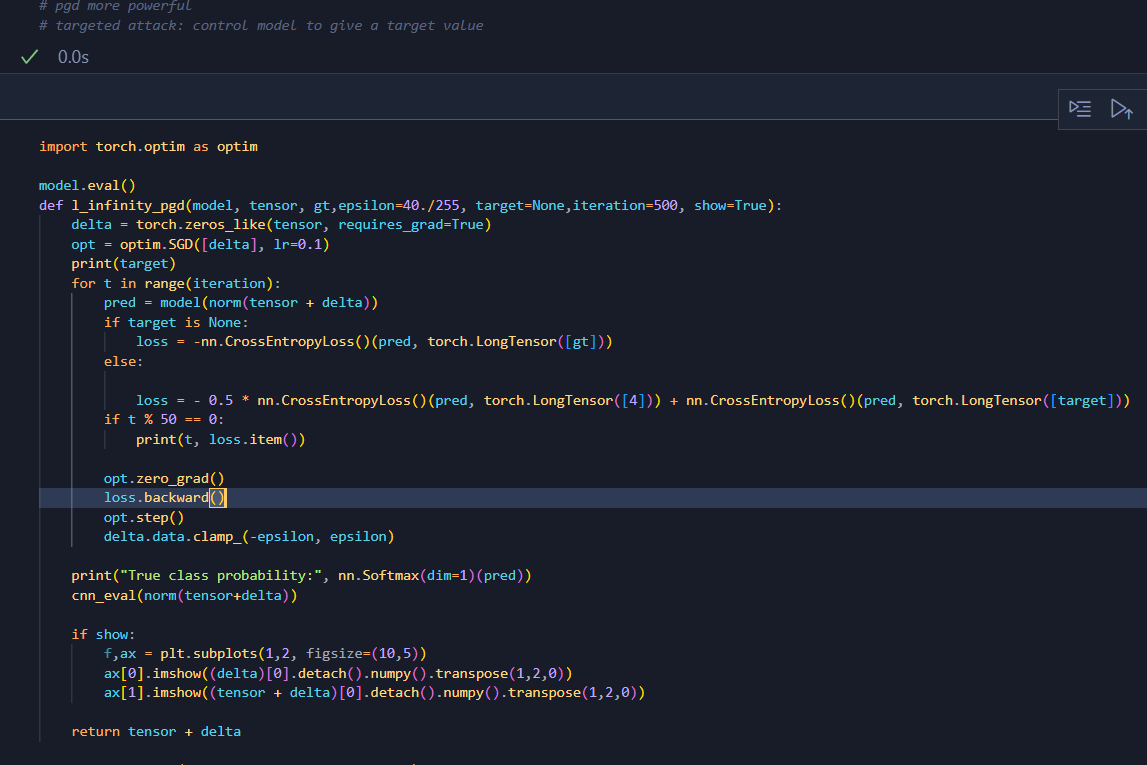 # pgd more powerful
# targeted attack: control model to give a target value
0.0s
import torch.optim as optim
model.eval()
def l_infinity_pgd(model, tensor, gt,epsilon=40./255, target=None,iteration=500, show=True):
    delta = torch.zeros_like(tensor, requires_grad=True)
    opt = optim.SGD([delta], lr=0.1)
    print(target)
    for t in range(iteration):
        pred = model(norm(tensor + delta))
        if target is None:
            loss = -nn.CrossEntropyLoss()(pred, torch.LongTensor([gt]))
        else:
            loss = - 0.5 * nn.CrossEntropyLoss()(pred, torch.LongTensor([4])) + nn.CrossEntropyLoss()(pred, torch.LongTensor([target]))
        if t % 50 == 0:
            print(t, loss.item())
        opt.zero_grad()
        loss.backward()
        opt.step()
        delta.data.clamp_(-epsilon, epsilon)
    print("True class probability:", nn.Softmax(dim=1)(pred))
    cnn_eval(norm(tensor+delta))
    if show:
        f,ax = plt.subplots(1,2, figsize=(10,5))
        ax[0].imshow((delta)[0].detach().numpy().transpose(1,2,0))
        ax[1].imshow((tensor + delta)[0].detach().numpy().transpose(1,2,0))
    return tensor + delta